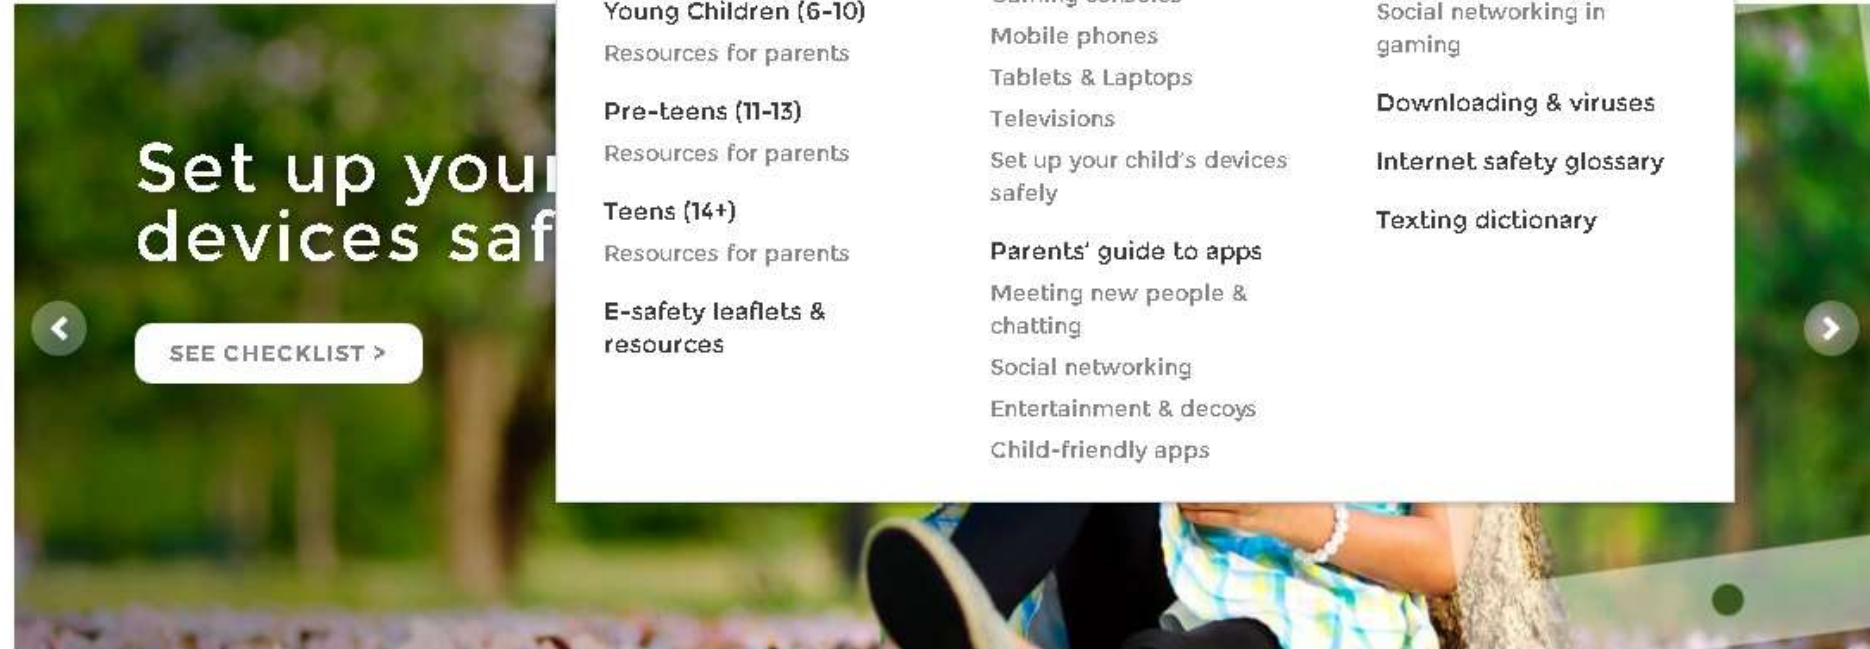 Set up your
devices saf
SEE CHECKLIST >
Young Children (6-10)
Resources for parents
Pre-teens (11-13)
Resources for parents
Teens (14+)
Resources for parents
E-safety leaflets &
resources
Gaming consoles
Mobile phones
Tablets & Laptops
Televisions
Set up your child's devices
safely
Parents' guide to apps
Meeting new people &
chatting
Social networking
Entertainment & decoys
Child-friendly apps
Social networking in
gaming
Downloading & viruses
Internet safety glossary
Texting dictionary